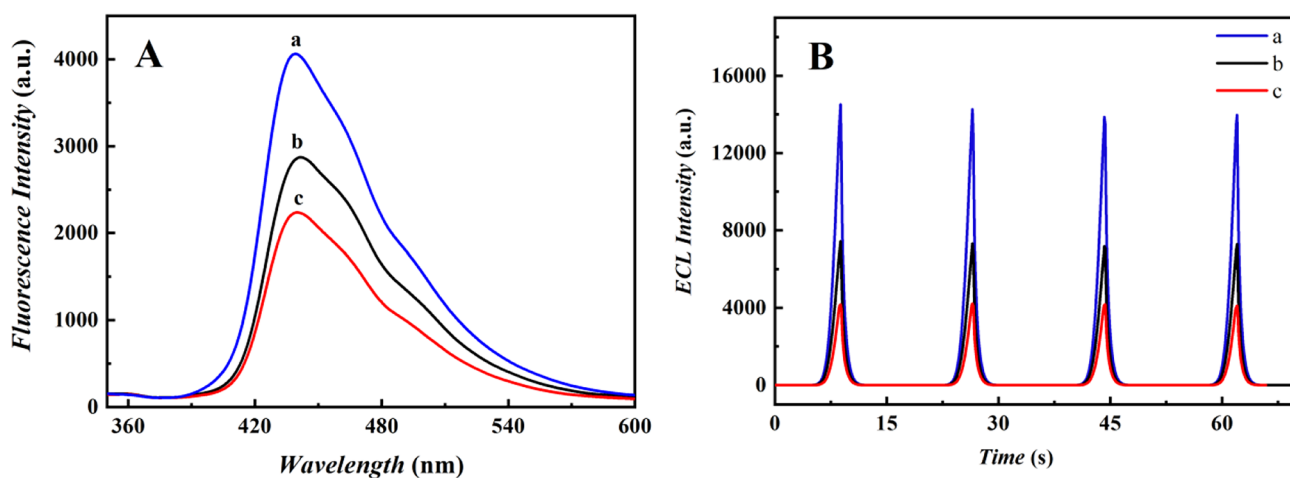 A
a
b
c
4000
3000
2000
1000
0
360
420
480
540
600
Fluorescence Intensity (a.u.)
Wavelength (nm)
B
a
b
c
16000
12000
8000
4000
0
0
15
30
45
60
ECL Intensity (a.u.)
Time (s)